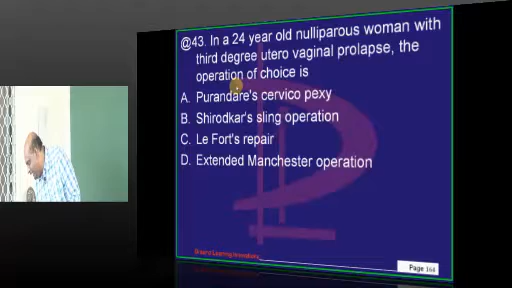 @43. In a 24 year old nulliparous woman with
third degree utero vaginal prolapse, the
operation of choice is
A. Purandare's cervico pexy
B. Shirodkar's sling operation
C. Le Fort's repair
D. Extended Manchester operation
Page 164